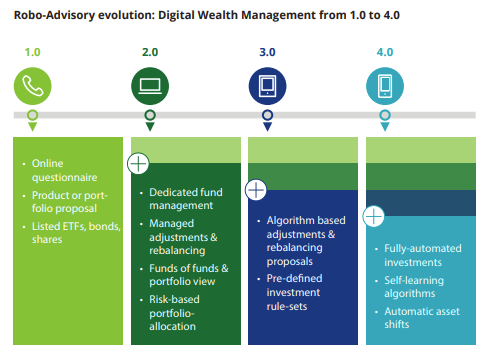 Robo-Advisory evolution: Digital Wealth Management from 1.0 to 4.0
1.0
2.0
3.0
4.0
• Online
questionnaire
• Product or port-
folio proposal
• Listed ETFs, bonds,
shares
• Dedicated fund
management
• Managed
adjustments &
rebalancing
• Funds of funds &
portfolio view
• Risk-based
portfolio-
allocation
• Algorithm based
adjustments &
rebalancing
proposals
• Pre-defined
investment
rule-sets
• Fully-automated
investments
• Self-learning
algorithms
• Automatic asset
shifts